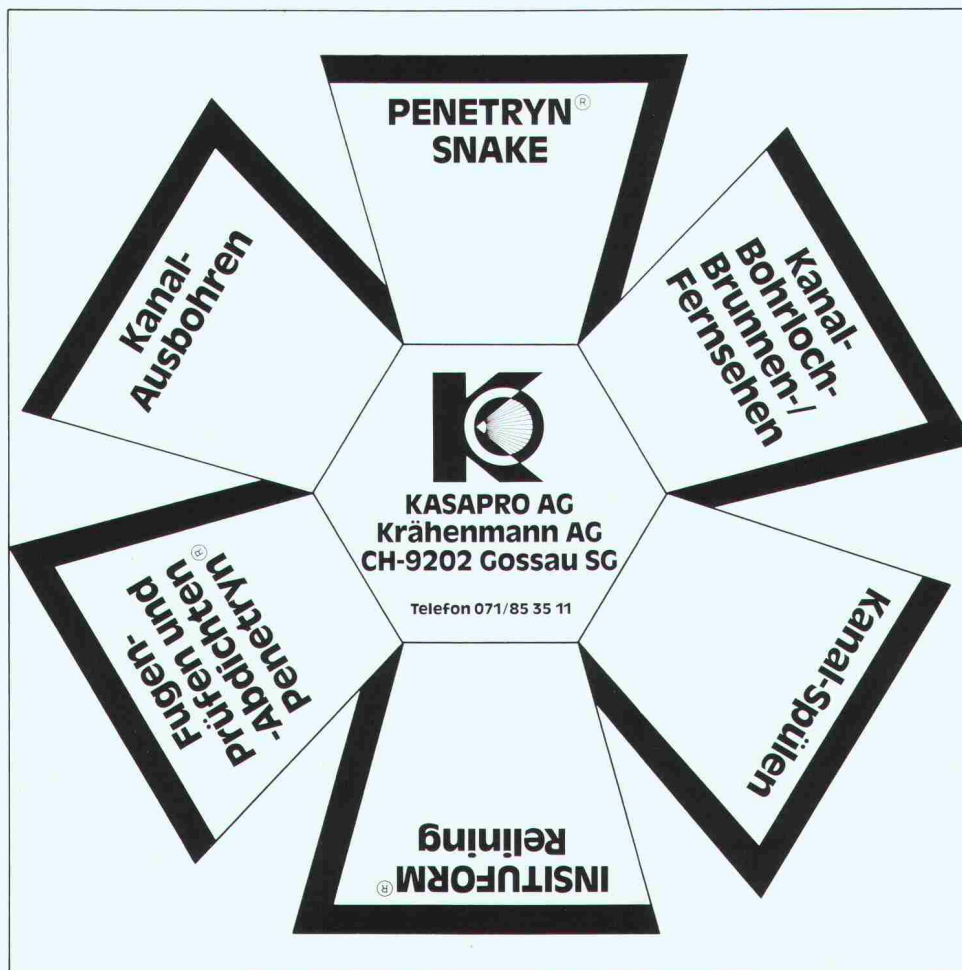 PENETRYN®
SNAKE
Kanal-
Bohrloch-
Brunnen-/
Fernsehen
Kanal-Spülen
INSITUFORM®
Relining
Fugen-
Prüfen und
-Abdichten
Penetryn®
Kanal-
Ausbohren
KASAPRO AG
Krähenmann AG
CH-9202 Gossau SG
Telefon 071/85 35 11